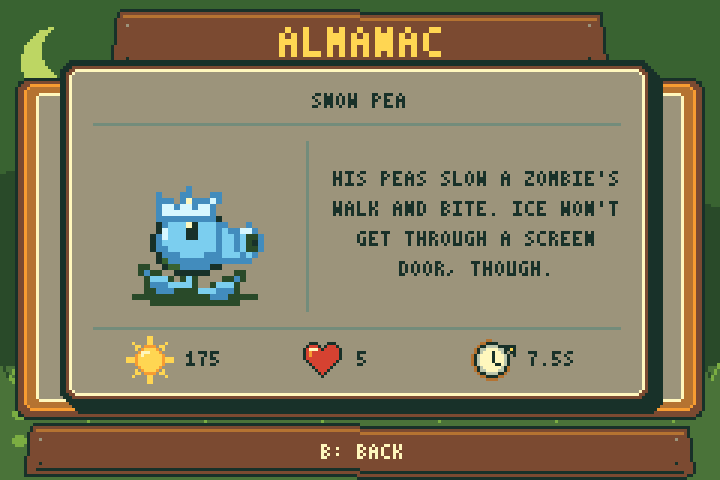 ALMANAC
SNOW PEA
HIS PEAS SLOW A ZOMBIE'S
WALK AND BITE. ICE WON'T
GET THROUGH A SCREEN
DOOR, THOUGH.
175 5 7.5S
B: BACK